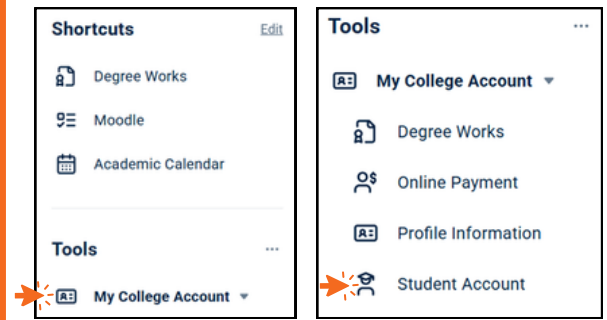 Shortcuts Edit
Degree Works
Moodle
Academic Calendar
Tools ...
My College Account
Tools ...
My College Account
Degree Works
Online Payment
Profile Information
Student Account